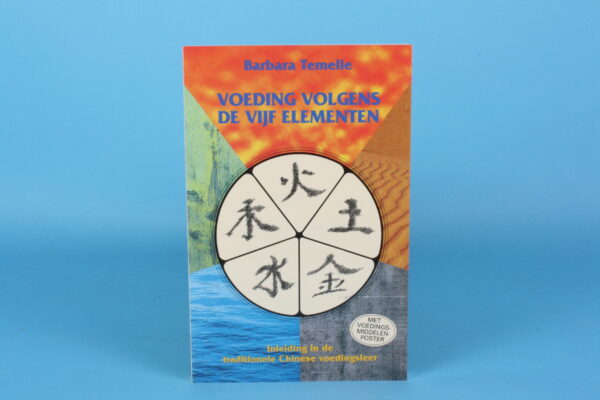 Barbara Temelie
VOEDING VOLGENS
DE VIJF ELEMENTEN
火
禾 土
水 金
MET
VOEDINGS-
MIDDELEN
POSTER
Inleiding in de
traditionele Chinese voedingsleer